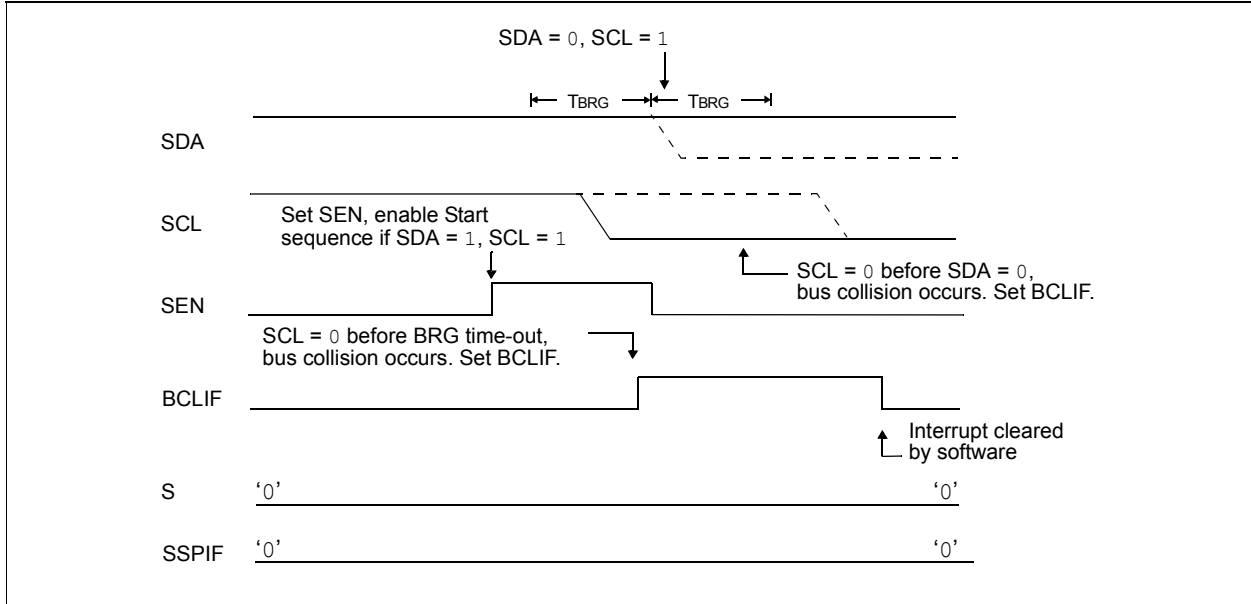 SDA = 0, SCL = 1
TBRG TBRG
SDA
SCL
Set SEN, enable Start
sequence if SDA = 1, SCL = 1
SCL = 0 before SDA = 0,
bus collision occurs. Set BCLIF.
SEN
SCL = 0 before BRG time-out,
bus collision occurs. Set BCLIF.
BCLIF
Interrupt cleared
by software
S ‘0’ ‘0’
SSPIF ‘0’ ‘0’